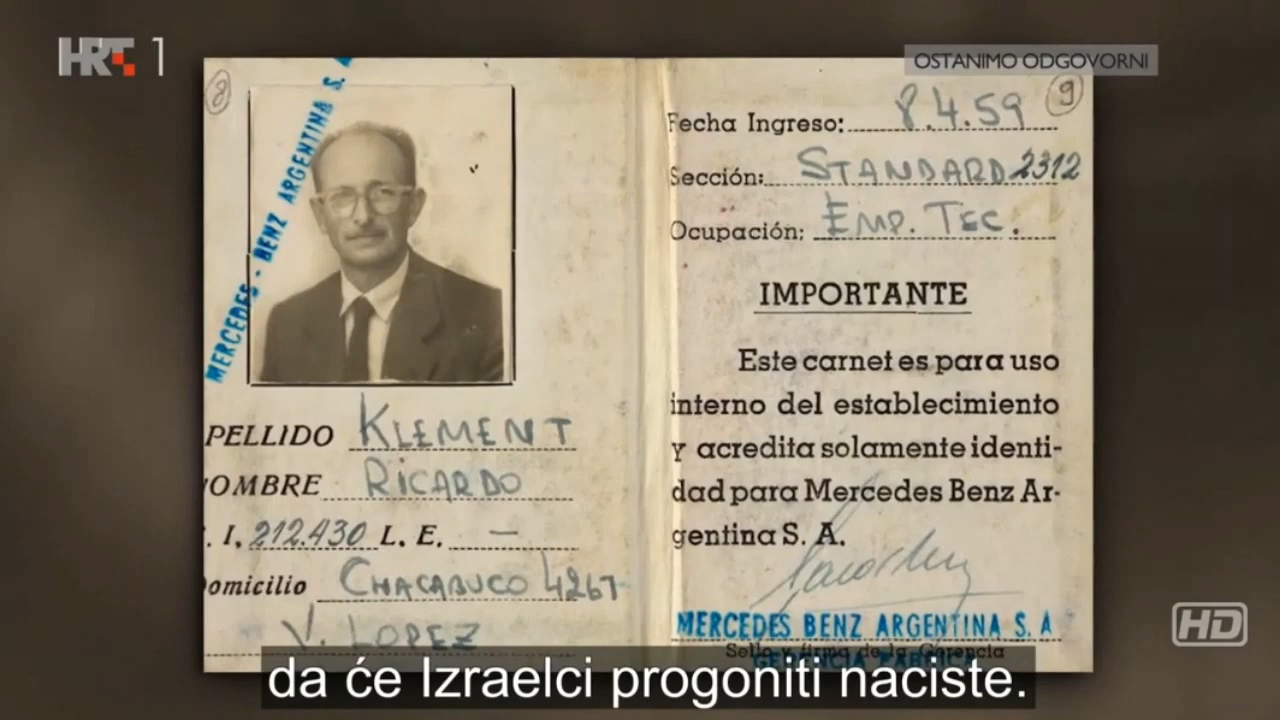 HRT 1
OSTANIMO ODGOVORNI
8
9
MERCEDES - BENZ ARGENTINA S. A
PELLIDO KLEMENT
OMBRE RICARDO
. I. 212.430 L. E. —
omicilio CHACABUCO 4267
V. LOPEZ
Fecha Ingreso: 8.4.59
Sección: STANDARD 2312
Ocupación: EMP. TEC.
IMPORTANTE
Este carnet es para uso
interno del establecimiento
y acredita solamente identi-
dad para Mercedes Benz Ar-
gentina S. A.
MERCEDES BENZ ARGENTINA S. A
Sello y firma de la Gerencia
GERENCIA FABRICA
HD
da će Izraelci progoniti naciste.